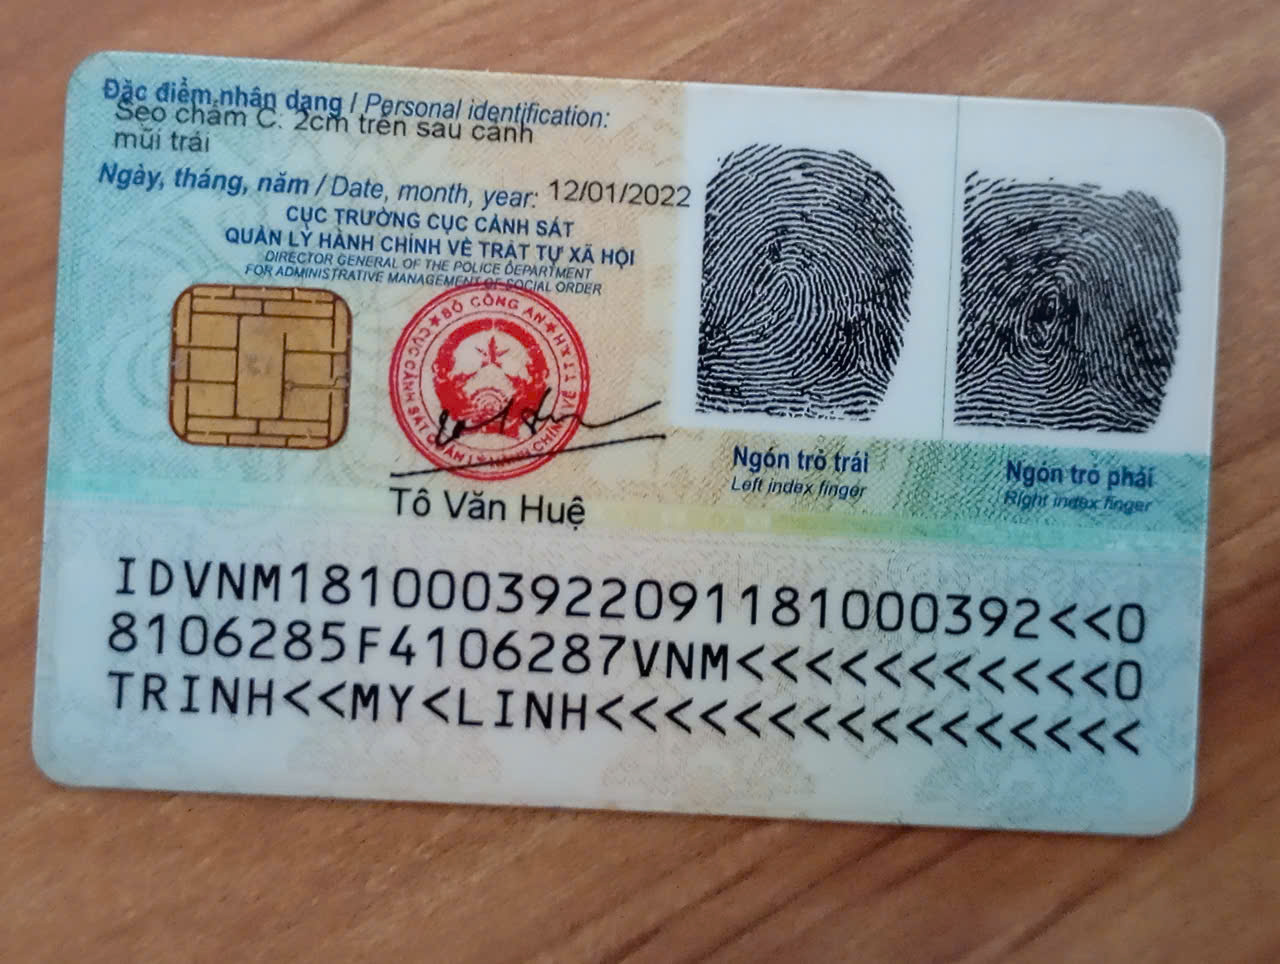 Đặc điểm nhân dạng / Personal identification:
Sẹo chấm C. 2cm trên sau cánh
mũi trái
Ngày, tháng, năm / Date, month, year: 12/01/2022
CỤC TRƯỞNG CỤC CẢNH SÁT
QUẢN LÝ HÀNH CHÍNH VỀ TRẬT TỰ XÃ HỘI
DIRECTOR GENERAL OF THE POLICE DEPARTMENT
FOR ADMINISTRATIVE MANAGEMENT OF SOCIAL ORDER
BỘ CÔNG AN
CỤC CẢNH SÁT QUẢN LÝ HÀNH CHÍNH VỀ TTXH
Tô Văn Huệ
Ngón trỏ trái
Left index finger
Ngón trỏ phải
Right index finger
IDVNM1810003922091181000392<<0
8106285F4106287VNM<<<<<<<<<<<0
TRINH<<MY<LINH<<<<<<<<<<<<<<<<